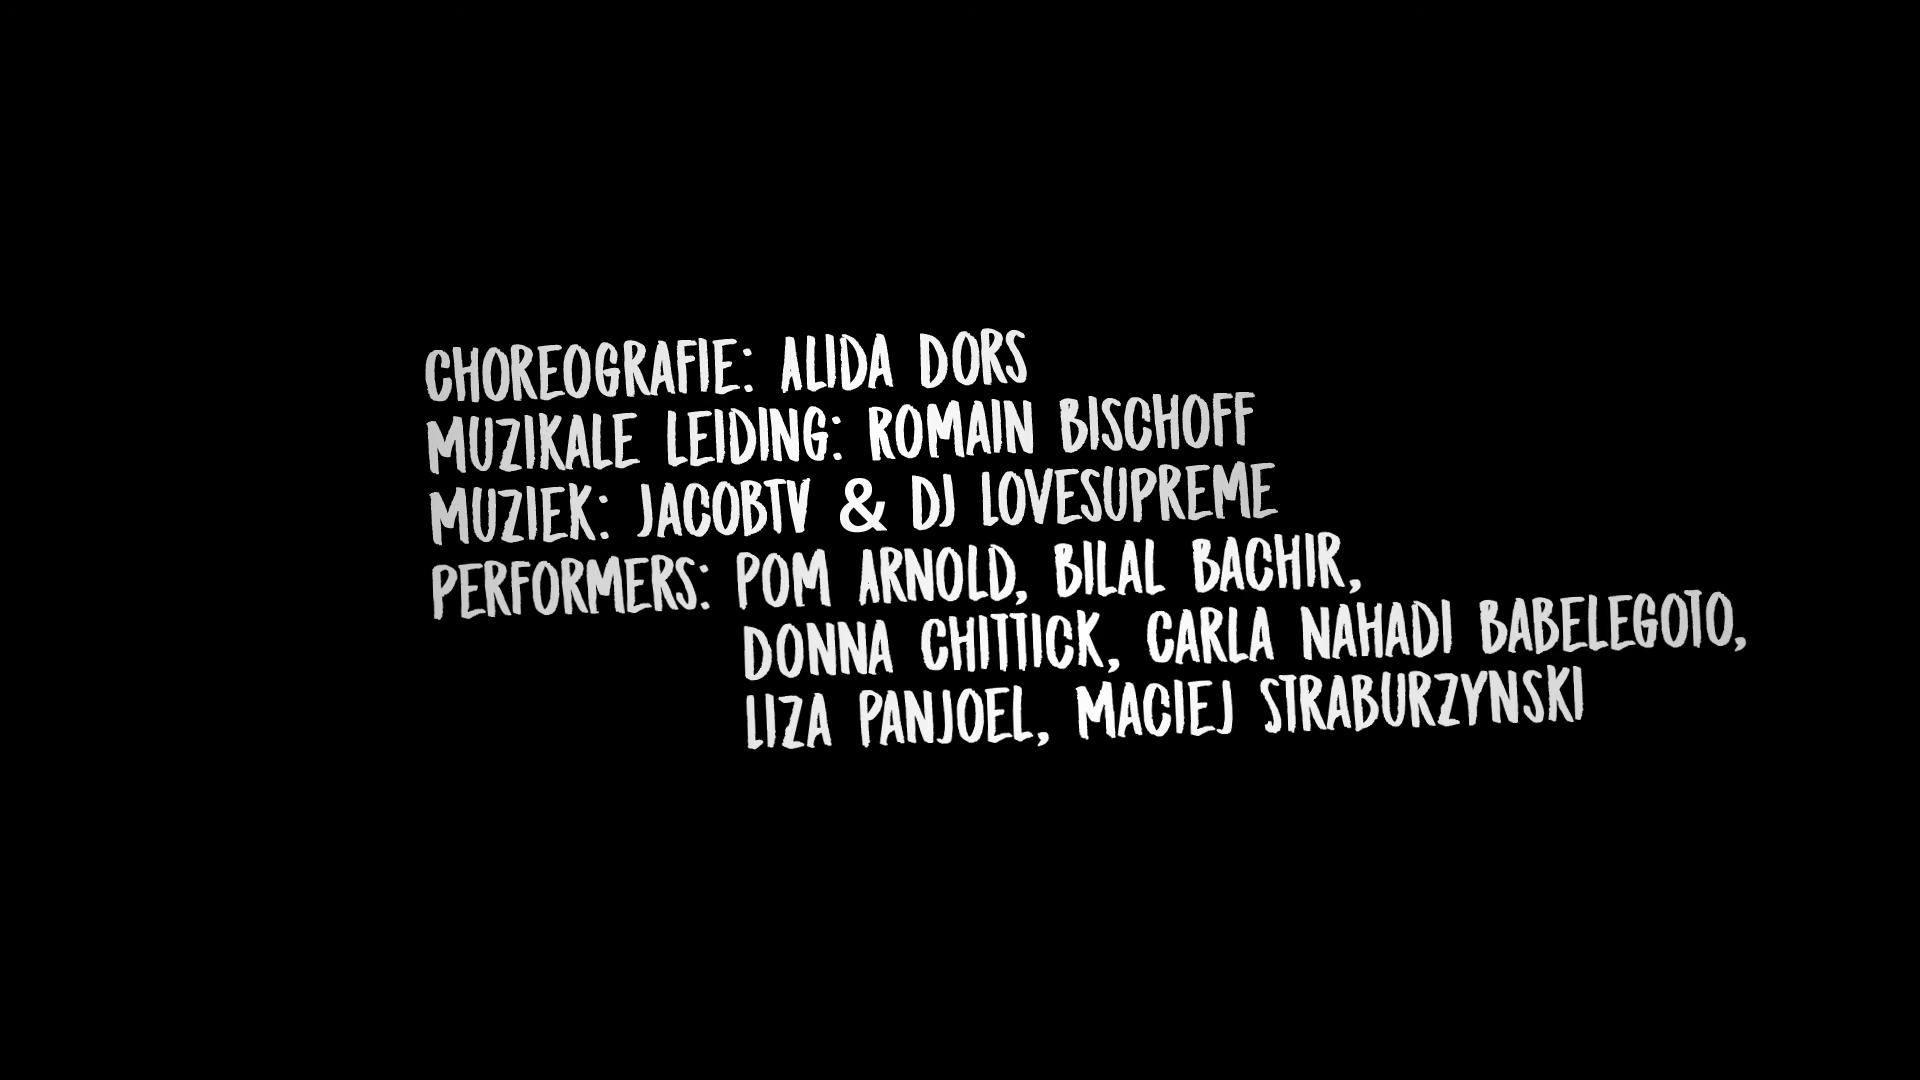 CHOREOGRAFIE: ALIDA DORS
MUZIKALE LEIDING: ROMAIN BISCHOFF
MUZIEK: JACOBTV & DJ LOVESUPREME
PERFORMERS: POM ARNOLD, BILAL BACHIR,
DONNA CHITTICK, CARLA NAHADI BABELEGOTO,
LIZA PANJOEL, MACIEJ STRABURZYNSKI